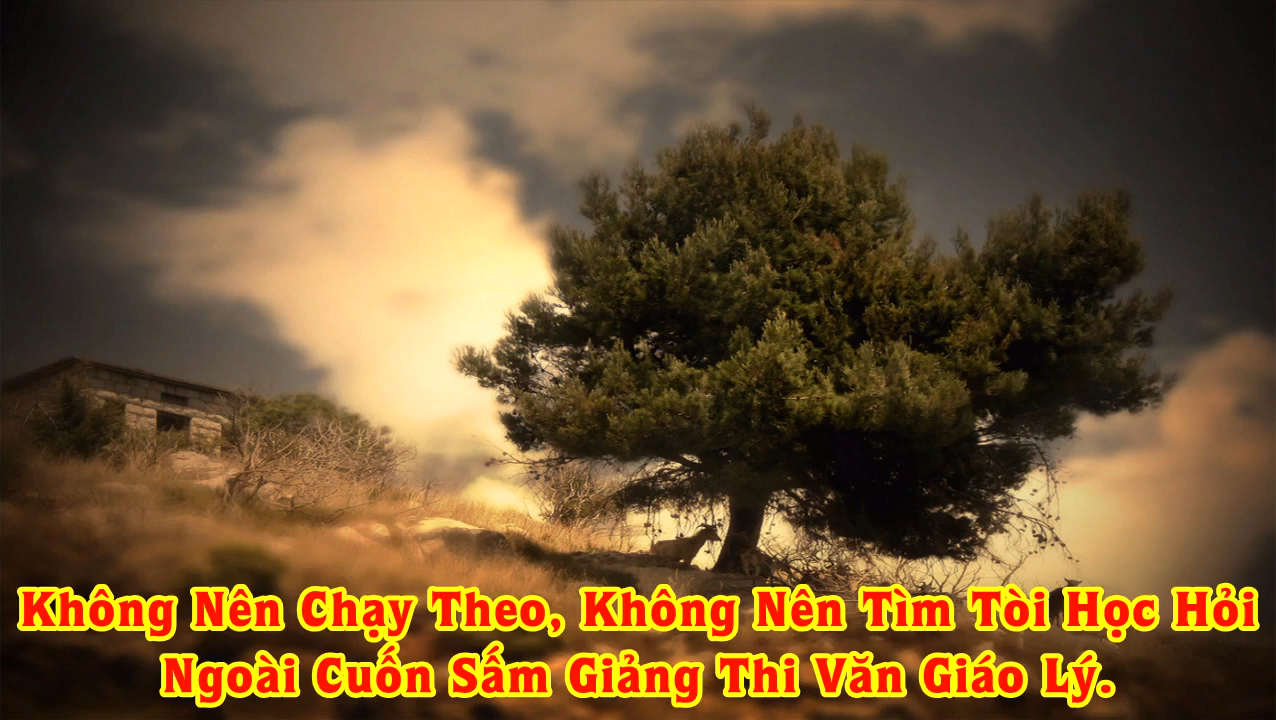 Không Nên Chạy Theo, Không Nên Tìm Tòi Học Hỏi
Ngoài Cuốn Sấm Giảng Thi Văn Giáo Lý.